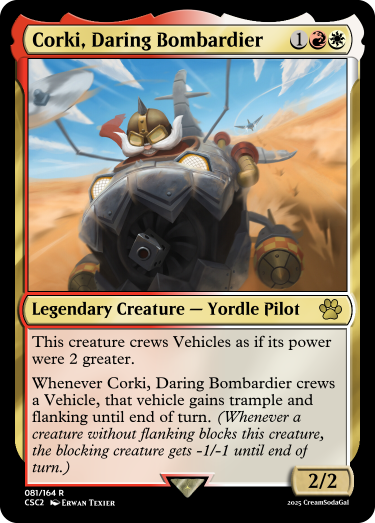 Corki, Daring Bombardier 1
Legendary Creature — Yordle Pilot
This creature crews Vehicles as if its power
were 2 greater.
Whenever Corki, Daring Bombardier crews
a Vehicle, that vehicle gains trample and
flanking until end of turn. (Whenever a
creature without flanking blocks this creature,
the blocking creature gets -1/-1 until end of
turn.)
2/2
081/164 R
CSC2 Erwan Texier
2025 CreamSodaGal